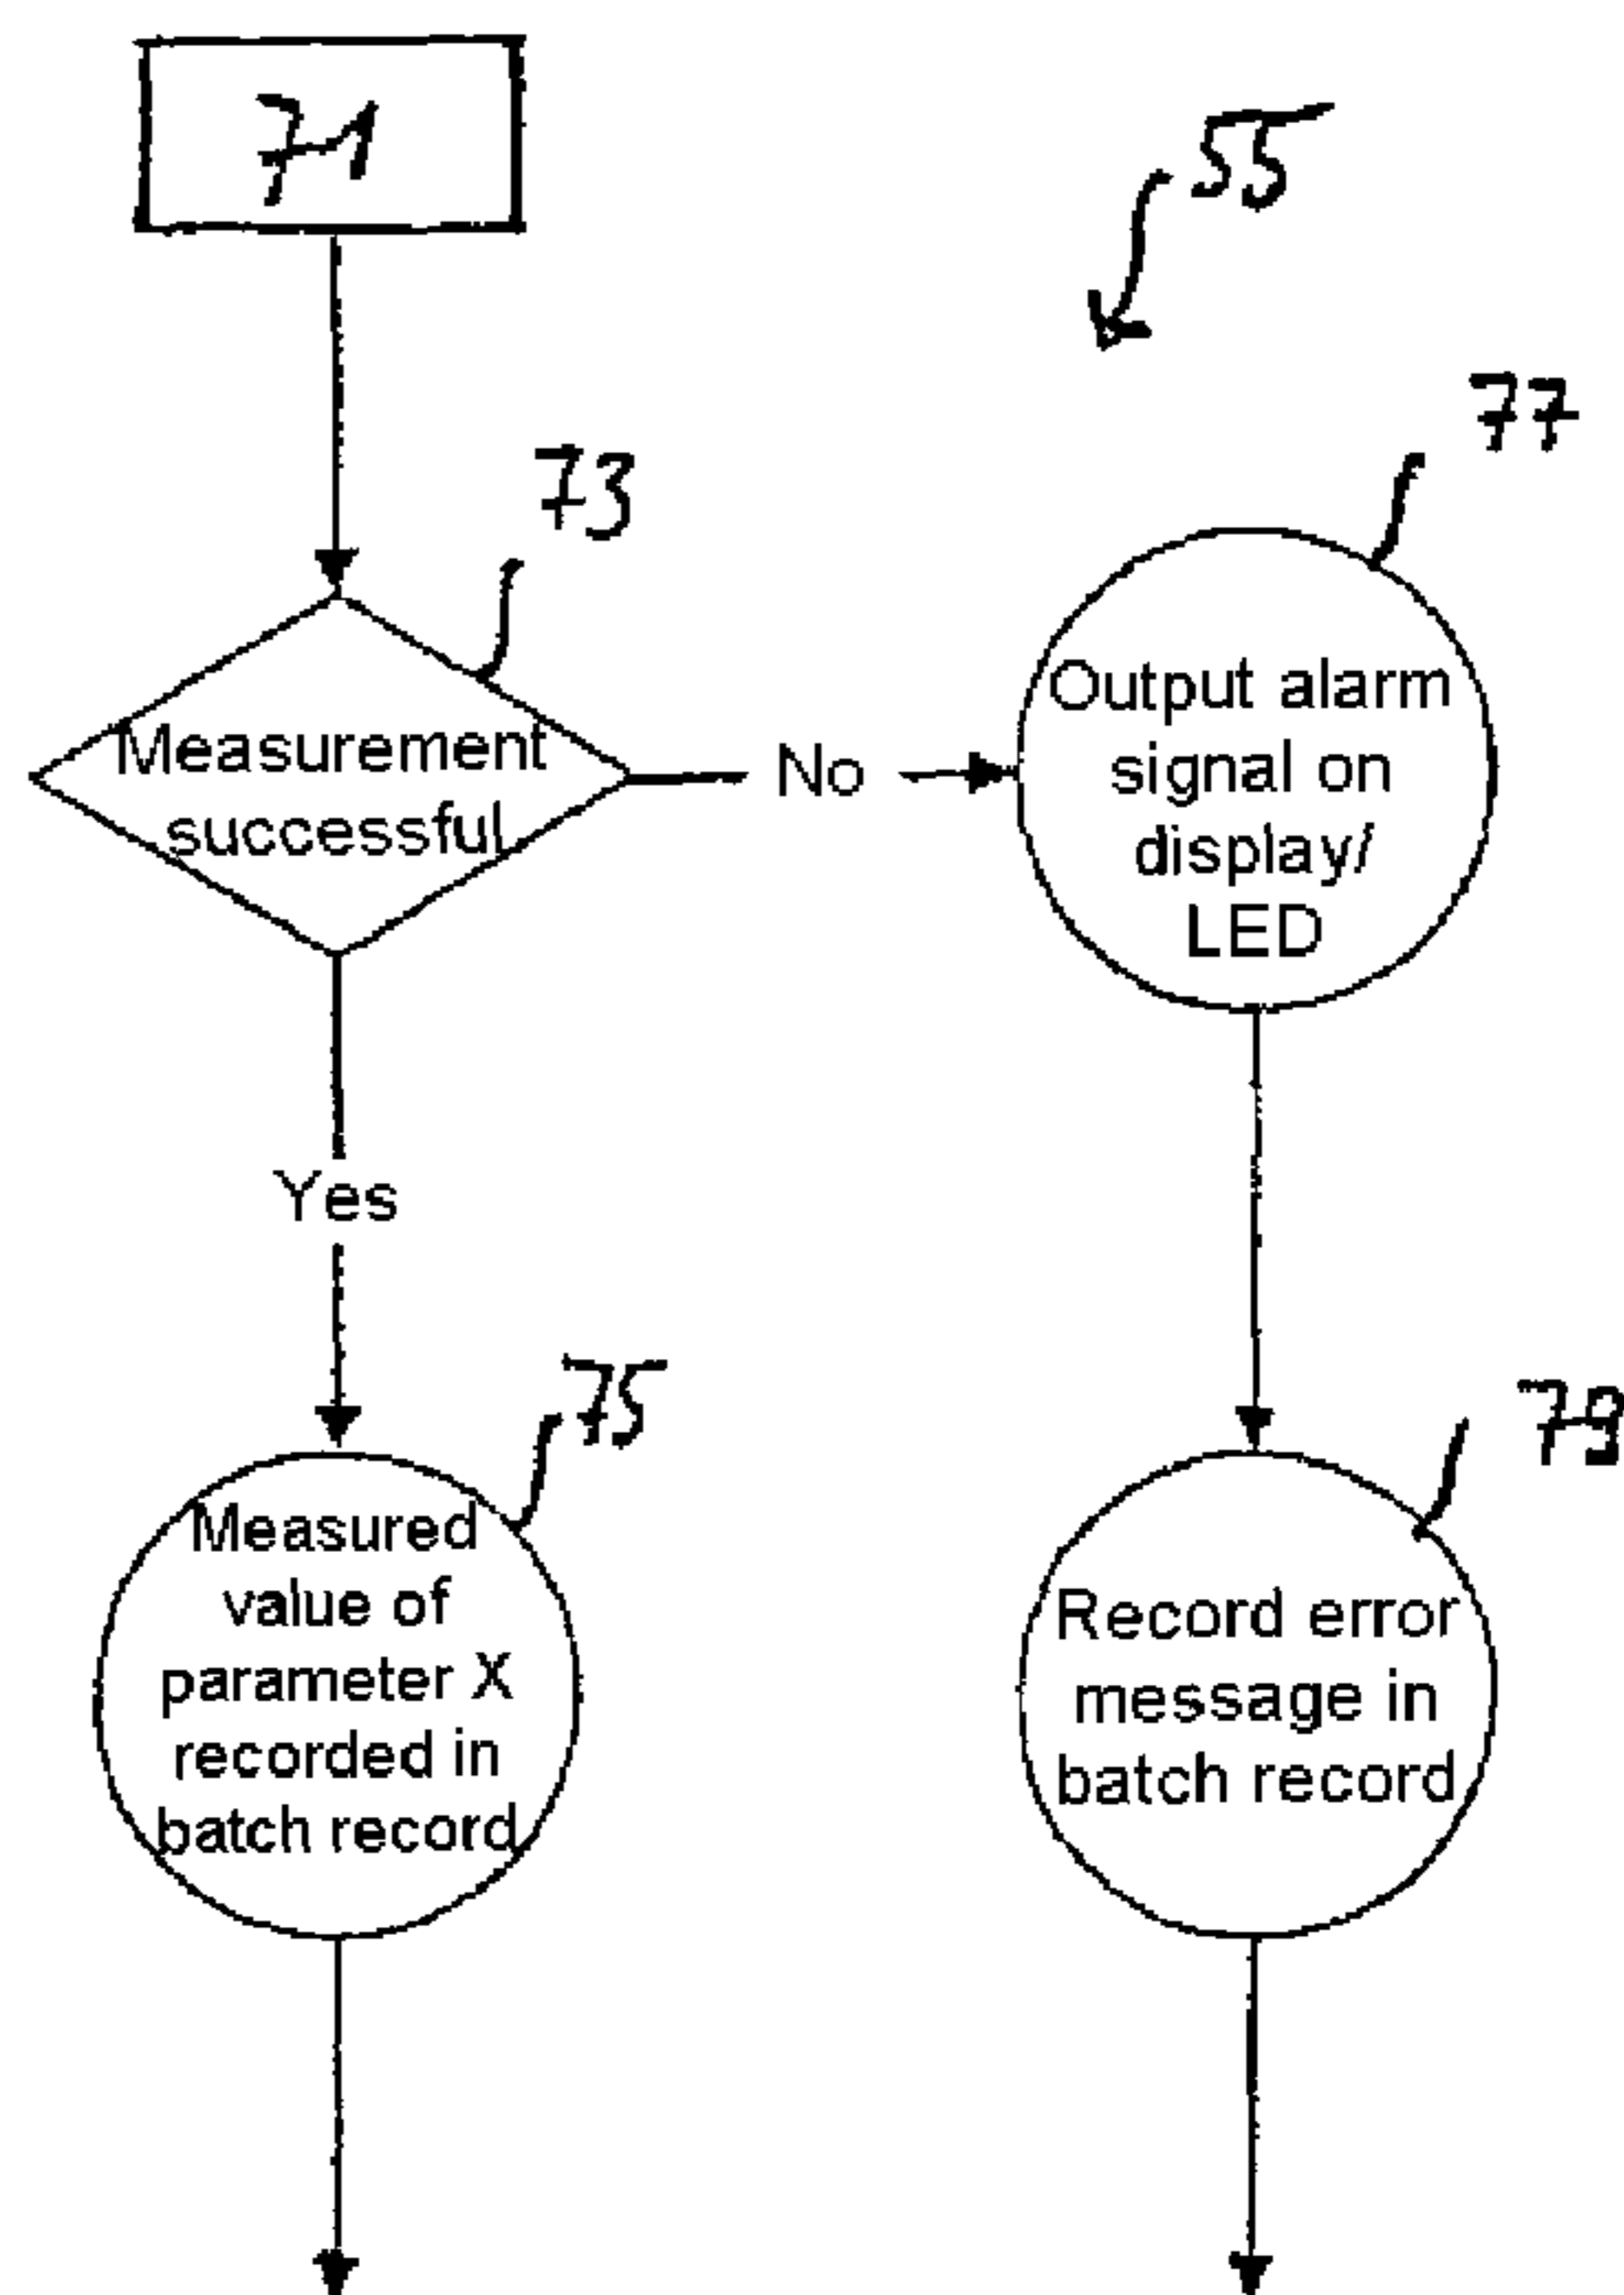 71
55
77
73
Measurement
successful
No
Output alarm
signal on
display/
LED
Yes
75
79
Measured
value of
parameter X
recorded in
batch record
Record error
message in
batch record